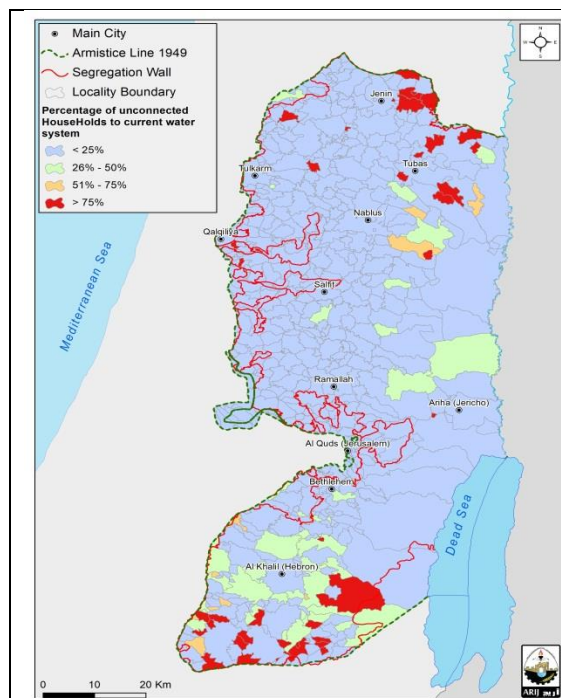 Main City
Armistice Line 1949
Segregation Wall
Locality Boundary
Percentage of unconnected
HouseHolds to current water
system
< 25%
26% - 50%
51% - 75%
> 75%
N
E
S
Jenin
Tubas
Tulkarm
Nablus
Qalqiliya
Salfit
Mediterranean Sea
Ramallah
Ariha (Jericho)
Al Quds (Jerusalem)
Bethlehem
Dead Sea
Al Khalil (Hebron)
0 10 20 Km
ARIJ أريج